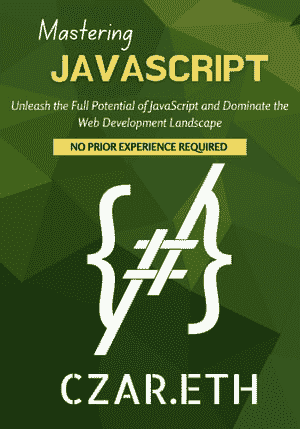 Mastering
JAVASCRIPT
Unleash the Full Potential of JavaScript and Dominate the
Web Development Landscape
NO PRIOR EXPERIENCE REQUIRED
{#}
CZAR.ETH